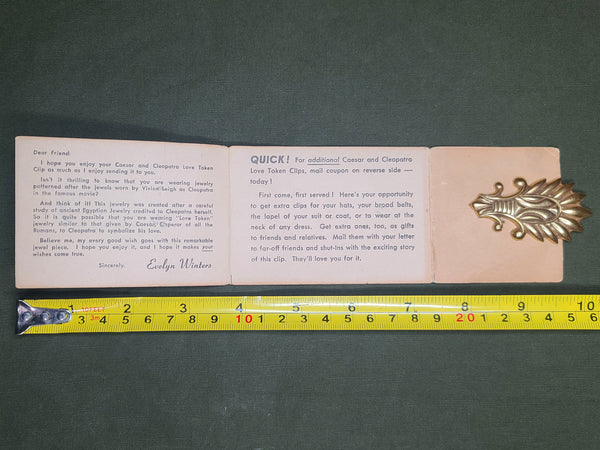 Dear Friend:
I hope you enjoy your Caesar and Cleopatra Love Token
Clip as much as I enjoy sending it to you.
Isn't it thrilling to know that you are wearing jewelry
patterned after the jewels worn by Vivien Leigh as Cleopatra
in the famous movie?
And think of it! This jewelry was created after a careful
study of ancient Egyptian Jewelry credited to Cleopatra herself.
So it is quite possible that you are wearing "Love Token"
jewelry similar to that given by Caesar, Emperor of all the
Romans, to Cleopatra to symbolize his love.
Believe me, my every good wish goes with this remarkable
jewel piece. I hope you enjoy it, and I hope it makes your
wishes come true.
Sincerely, Evelyn Winters
QUICK! For additional Caesar and Cleopatra
Love Token Clips, mail coupon on reverse side —
today!
First come, first served! Here's your opportunity
to get extra clips for your hats, your broad belts,
the lapel of your suit or coat, or to wear at the
neck of any dress. Get extra ones, too, as gifts
to friends and relatives. Mail them with your letter
to far-off friends and shut-ins with the exciting story
of this clip. They'll love you for it.
1 2 3 4 5 6 7 8 9 10
3m 3 4 5 6 7 8 9 10 1 2 3 4 5 6 7 8 9 20 1 2 3 4 5 6